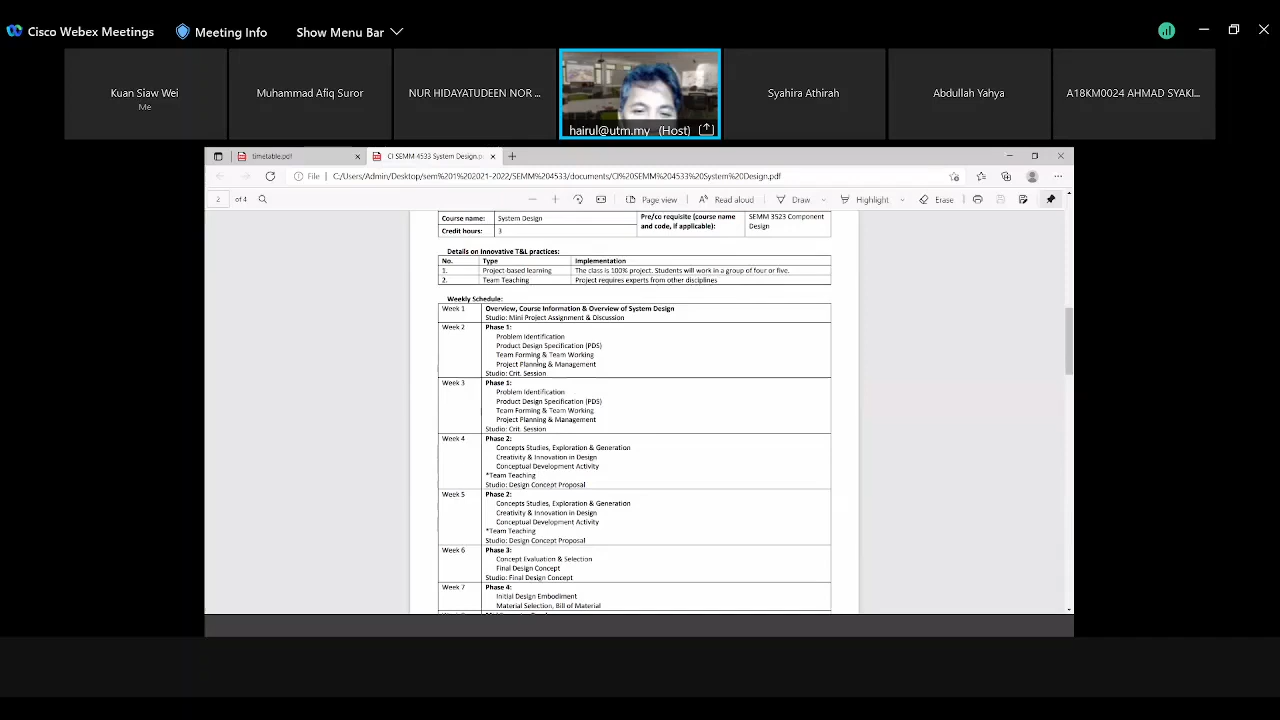 Cisco Webex Meetings
Meeting Info
Show Menu Bar
Kuan Siaw Wei
Me
Muhammad Afiq Suror
NUR HIDAYATUDEEN NOR ...
hairul@utm.my (Host)
Syahira Athirah
Abdullah Yahya
A18KM0024 AHMAD SYAKI...
timetable.pdf
CI SEMM 4533 System Design.p
File
C:/Users/Admin/Desktop/sem%201%202021-2022/SEMM%204533/documents/CI%20SEMM%204533%20System%20Design.pdf
2 of 4
Page view
Read aloud
Draw
Highlight
Erase
Course name: System Design
Pre/co requisite (course name and code, if applicable): SEMM 3523 Component Design
Credit hours: 3
Details on Innovative T&L practices:
No. Type Implementation
1. Project-based learning The class is 100% project. Students will work in a group of four or five.
2. Team Teaching Project requires experts from other disciplines
Weekly Schedule:
Week 1 Overview, Course Information & Overview of System Design
Studio: Mini Project Assignment & Discussion
Week 2 Phase 1:
Problem Identification
Product Design Specification (PDS)
Team Forming & Team Working
Project Planning & Management
Studio: Crit. Session
Week 3 Phase 1:
Problem Identification
Product Design Specification (PDS)
Team Forming & Team Working
Project Planning & Management
Studio: Crit. Session
Week 4 Phase 2:
Concepts Studies, Exploration & Generation
Creativity & Innovation in Design
Conceptual Development Activity
*Team Teaching
Studio: Design Concept Proposal
Week 5 Phase 2:
Concepts Studies, Exploration & Generation
Creativity & Innovation in Design
Conceptual Development Activity
*Team Teaching
Studio: Design Concept Proposal
Week 6 Phase 3:
Concept Evaluation & Selection
Final Design Concept
Studio: Final Design Concept
Week 7 Phase 4:
Initial Design Embodiment
Material Selection, Bill of Material